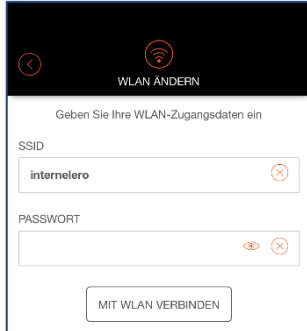 WLAN ÄNDERN
Geben Sie Ihre WLAN-Zugangsdaten ein
SSID
internelero
PASSWORT
MIT WLAN VERBINDEN